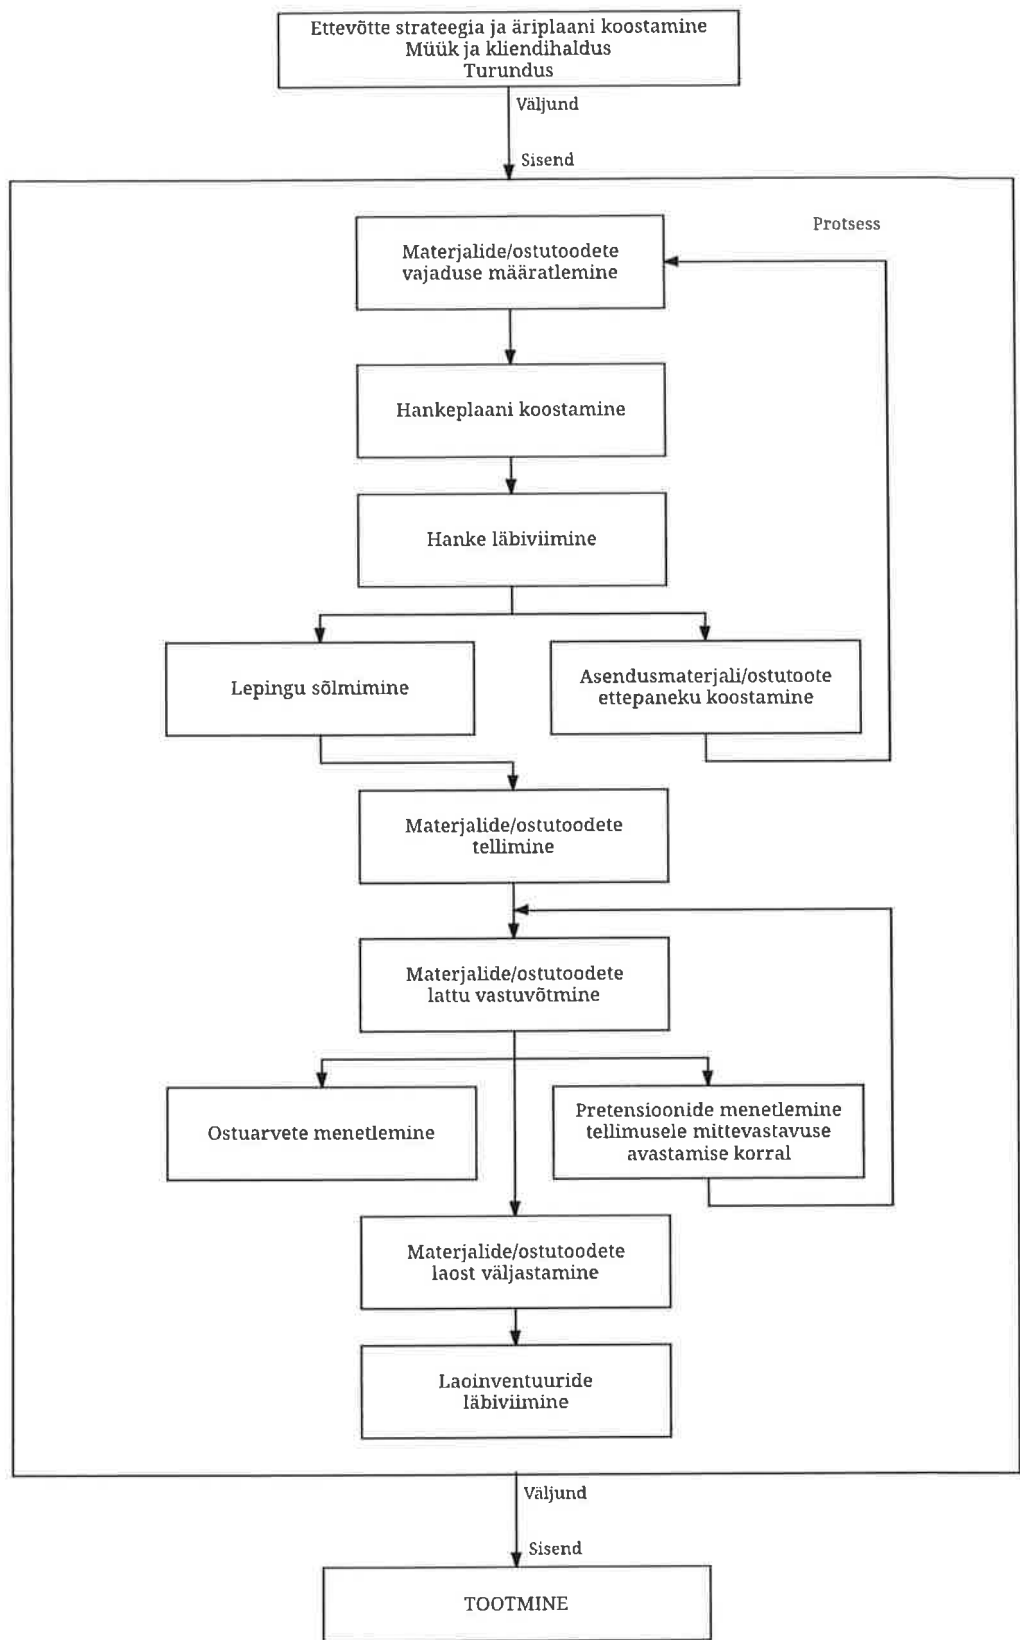 Ettevõtte strateegia ja äriplaani koostamine
Müük ja kliendihaldus
Turundus
Väljund
Sisend
Protsess
Materjalide/ostutoodete
vajaduse määratlemine
Hankeplaani koostamine
Hanke läbiviimine
Lepingu sõlmimine
Asendusmaterjali/ostutoote
ettepaneku koostamine
Materjalide/ostutoodete
tellimine
Materjalide/ostutoodete
lattu vastuvõtmine
Ostuarvete menetlemine
Pretensioonide menetlemine
tellimusele mittevastavuse
avastamise korral
Materjalide/ostutoodete
laost väljastamine
Laoinventuuride
läbiviimine
Väljund
Sisend
TOOTMINE